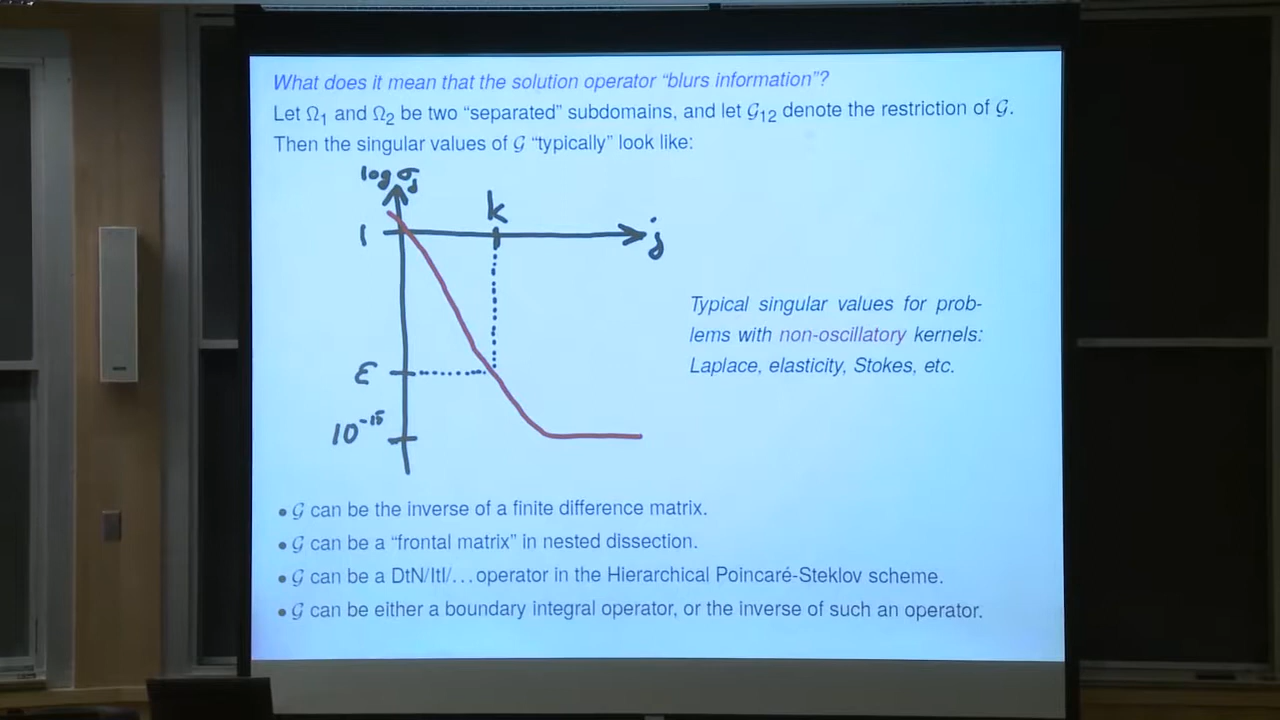 What does it mean that the solution operator “blurs information”?
Let Ω₁ and Ω₂ be two “separated” subdomains, and let 𝒢₁₂ denote the restriction of 𝒢.
Then the singular values of 𝒢 “typically” look like:
log σj
k
1
j
Typical singular values for prob-
lems with non-oscillatory kernels:
Laplace, elasticity, Stokes, etc.
ε
10⁻¹⁵
• 𝒢 can be the inverse of a finite difference matrix.
• 𝒢 can be a “frontal matrix” in nested dissection.
• 𝒢 can be a DtN/ItI/… operator in the Hierarchical Poincaré-Steklov scheme.
• 𝒢 can be either a boundary integral operator, or the inverse of such an operator.